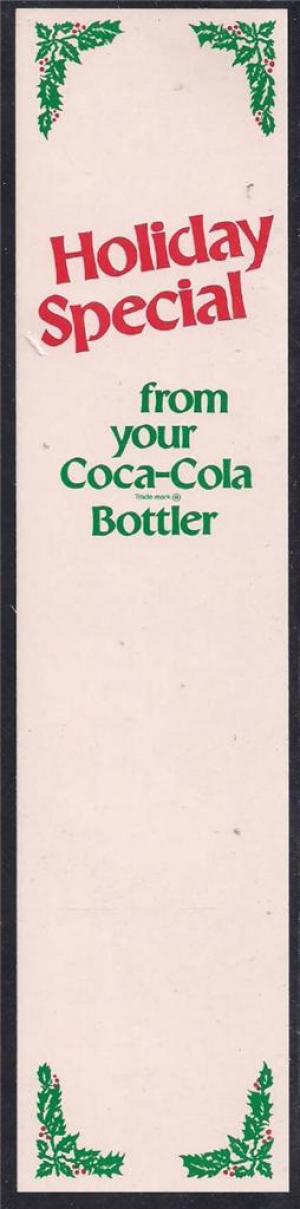 Holiday
Special
from
your
Coca-Cola
Trade mark ®
Bottler